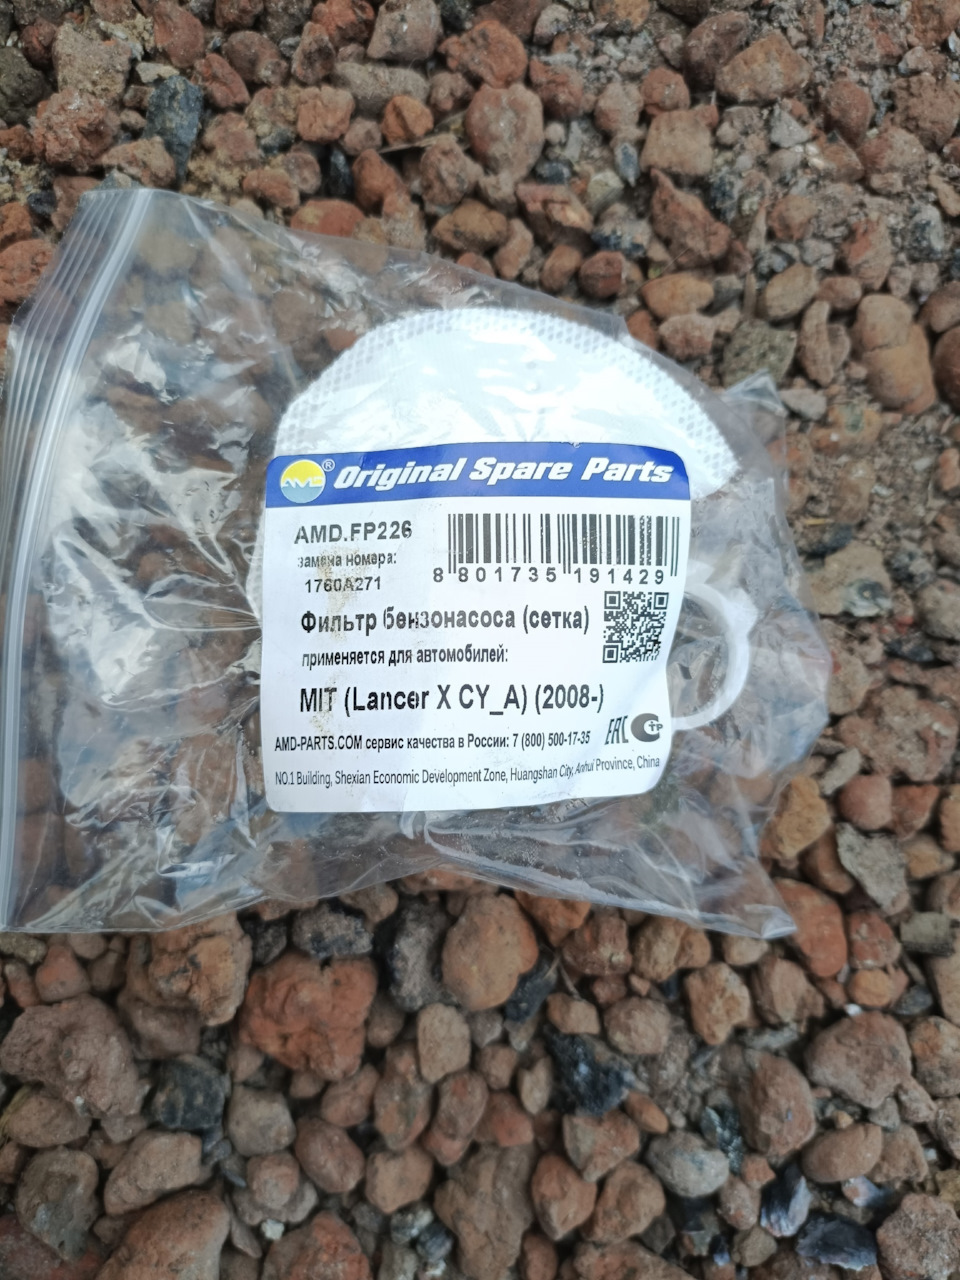 AMD ® Original Spare Parts
AMD.FP226
замена номера:
1760A271
8 801735 191429
Фильтр бензонасоса (сетка)
применяется для автомобилей:
MIT (Lancer X CY_A) (2008-)
AMD-PARTS.COM сервис качества в России: 7 (800) 500-17-35
EAC СТР
NO.1 Building, Shexian Economic Development Zone, Huangshan City, Anhui Province, China